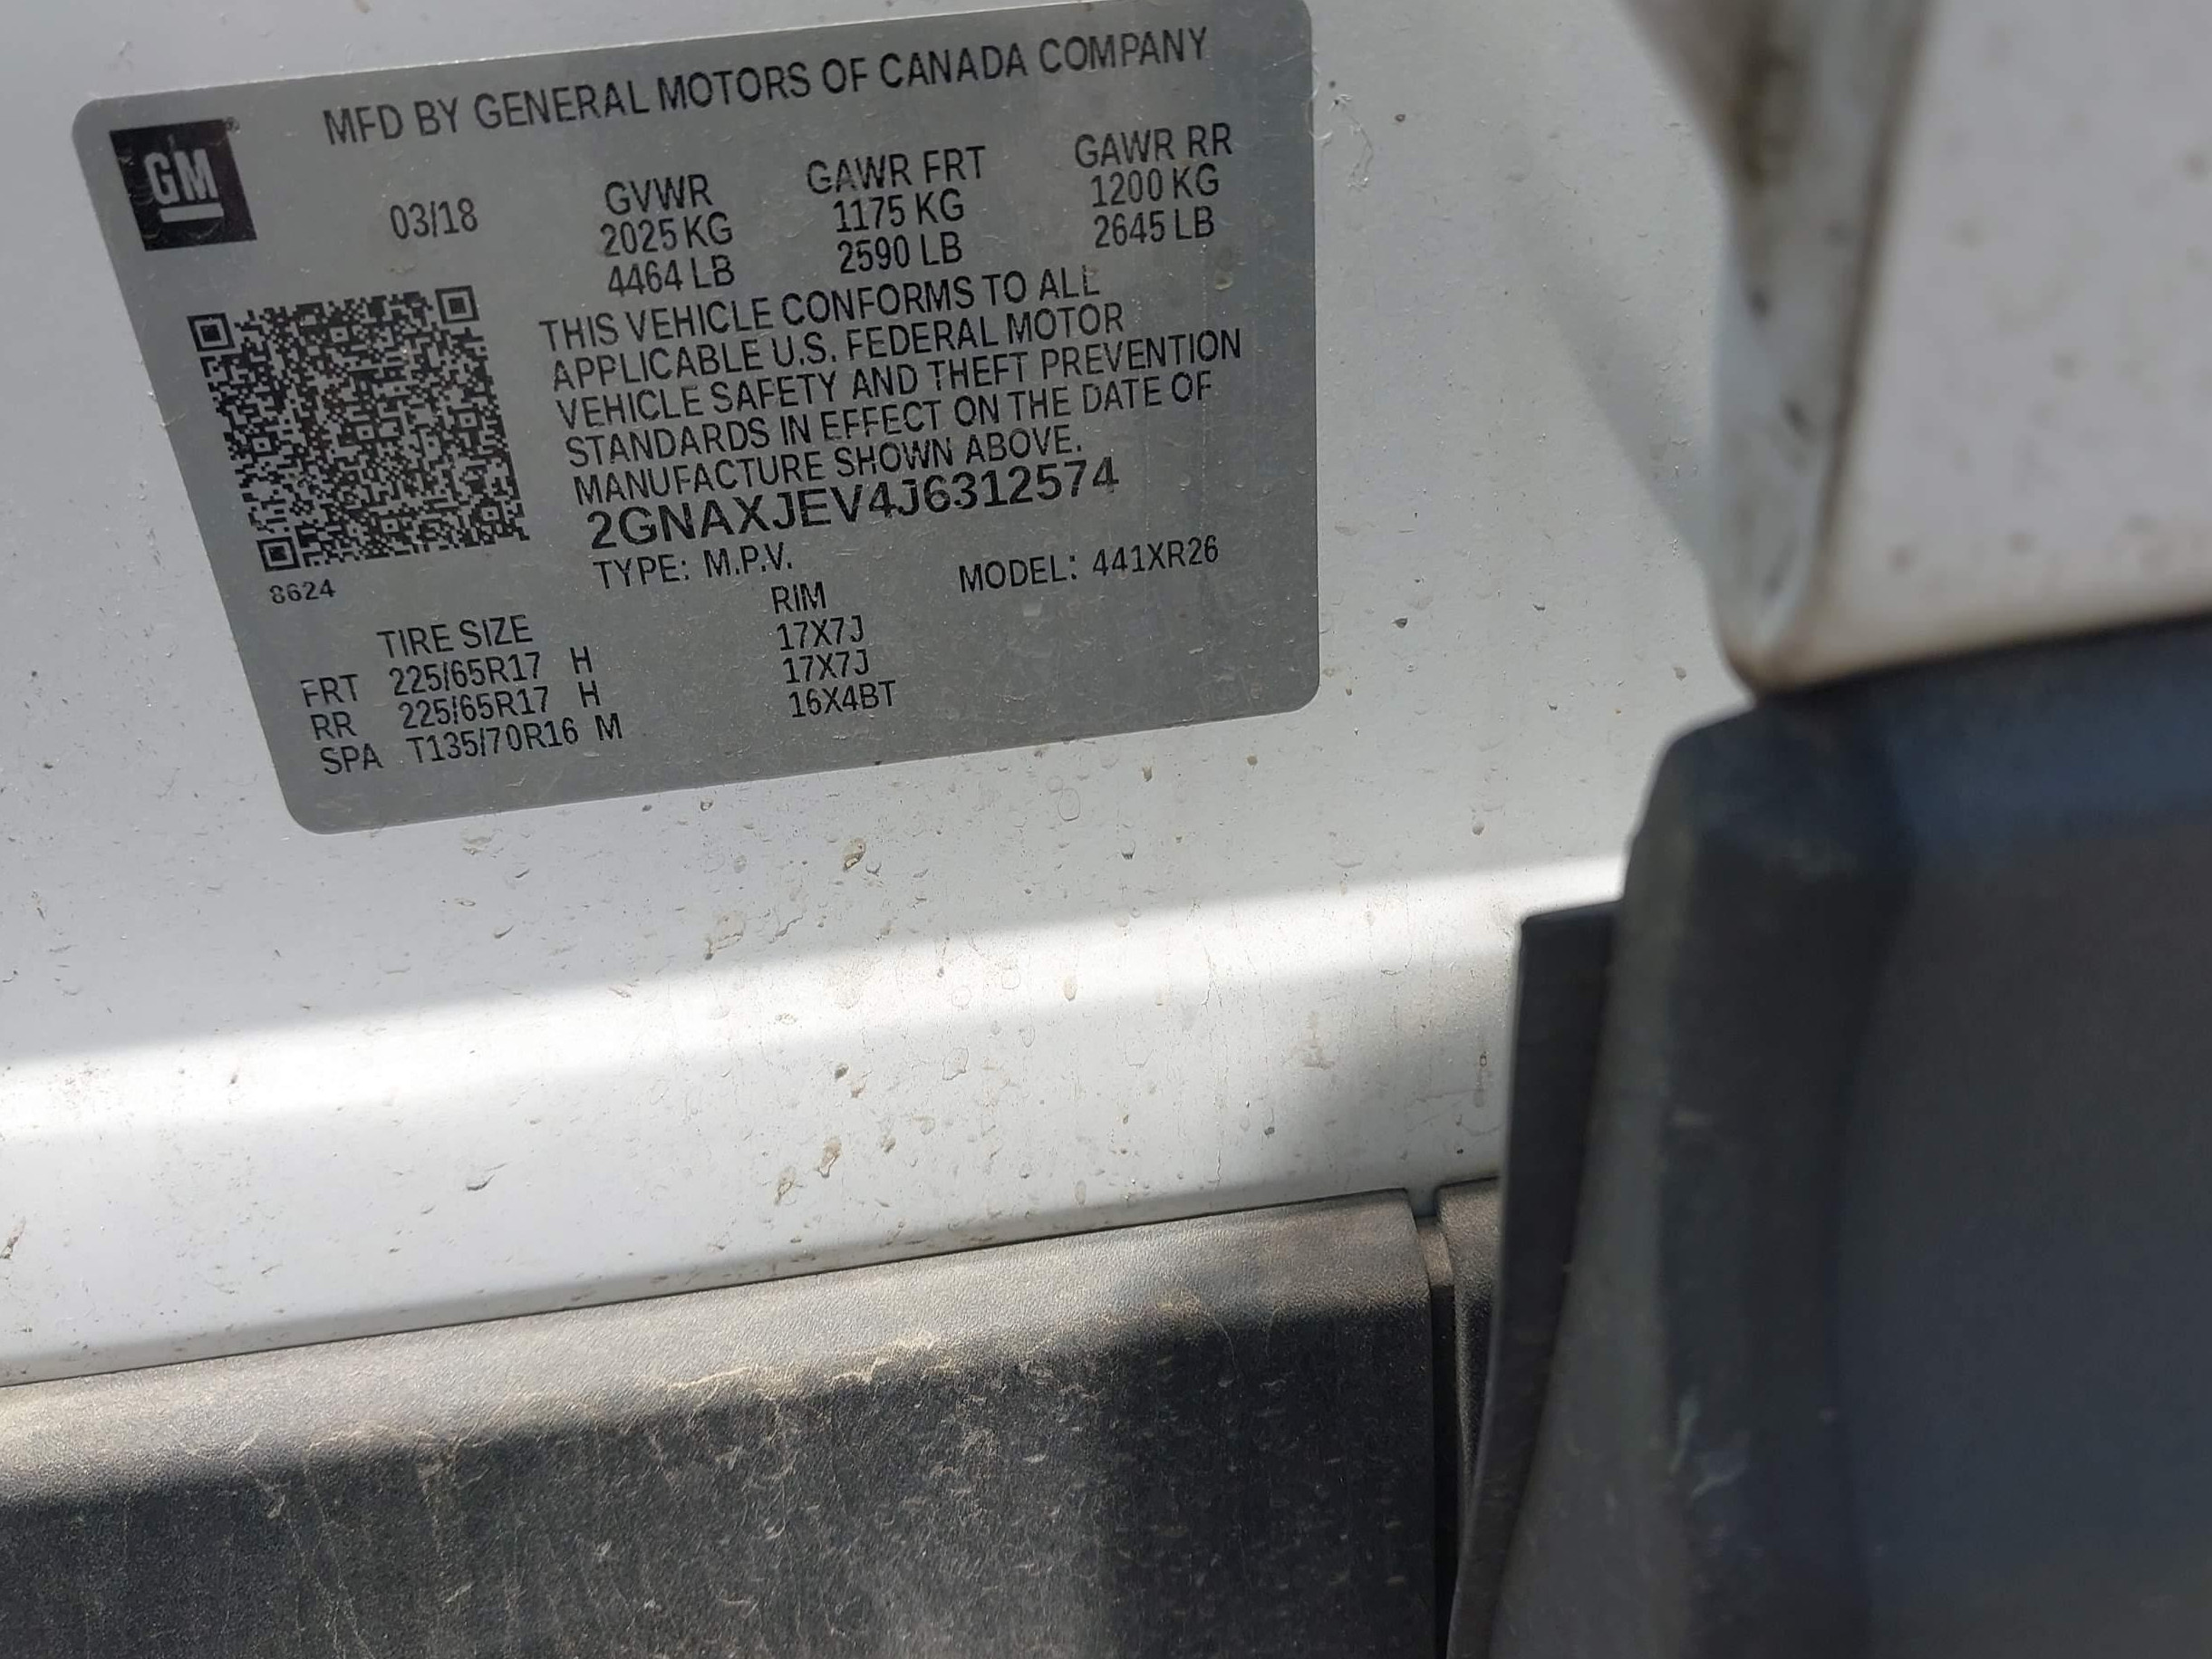 MFD BY GENERAL MOTORS OF CANADA COMPANY
GM®
03/18
GVWR
2025 KG
4464 LB
GAWR FRT
1175 KG
2590 LB
GAWR RR
1200 KG
2645 LB
THIS VEHICLE CONFORMS TO ALL
APPLICABLE U.S. FEDERAL MOTOR
VEHICLE SAFETY AND THEFT PREVENTION
STANDARDS IN EFFECT ON THE DATE OF
MANUFACTURE SHOWN ABOVE.
2GNAXJEV4J6312574
TYPE: M.P.V. MODEL: 441XR26
8624
TIRE SIZE RIM
FRT 225/65R17 H 17X7J
RR 225/65R17 H 17X7J
SPA T135/70R16 M 16X4BT